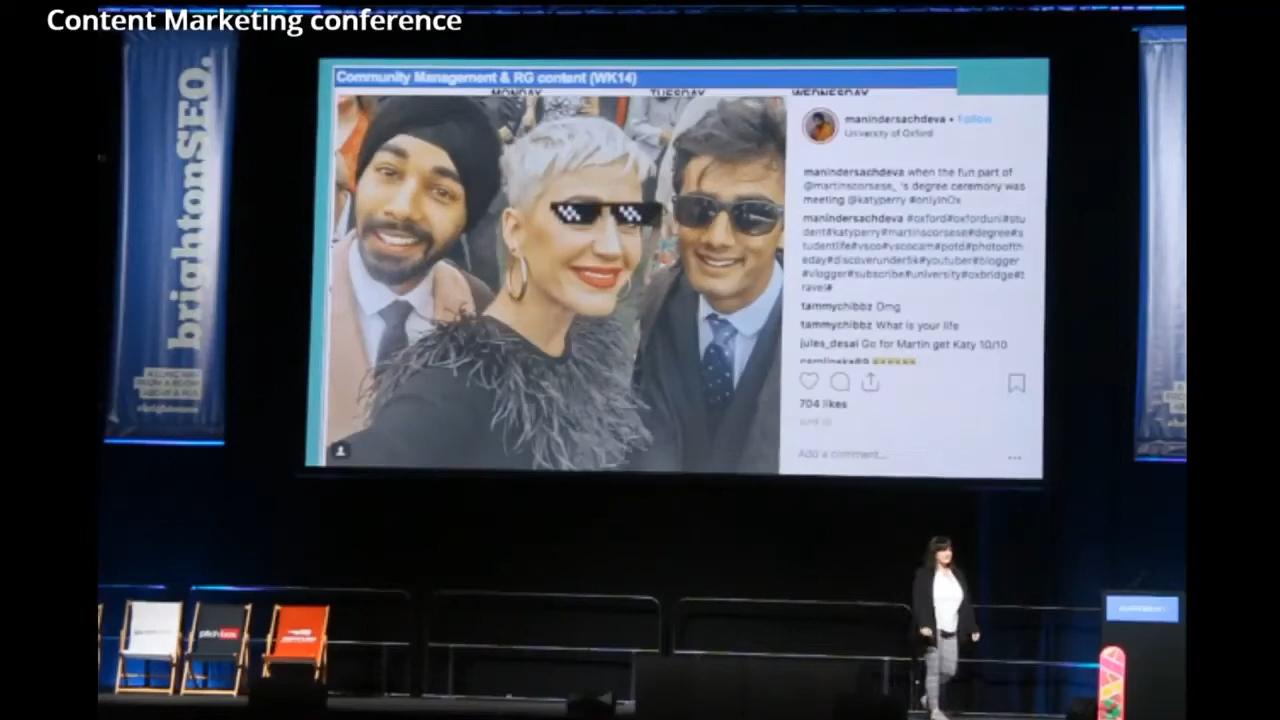 Content Marketing conference
brightonSEO.
Community Management & RG content (WK14)
MONDAY
TUESDAY
WEDNESDAY
manindersachdeva • Follow
University of Oxford
manindersachdeva when the fun part of
@martinscorsese_ 's degree ceremony was
meeting @katyperry #onlyInOx
manindersachdeva #oxford#oxforduni#stu
dent#katyperry#martinscorsese#degree#s
tudentlife#vsco#vscocam#potd#photoofth
eday#discoverunder5k#youtuber#blogger
#vlogger#subscribe#university#oxbridge#t
ravel#
tammychibbz Omg
tammychibbz What is your life
jules_desai Go for Martin get Katy 10/10
704 likes
Add a comment...
pitchbox